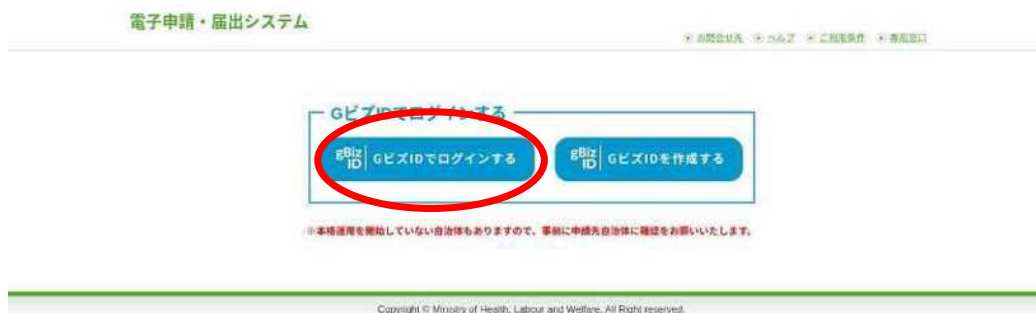 電子申請・届出システム
お問合せ先 ヘルプ ご利用条件 専用窓口
GビズIDでログインする
gBiz ID GビズIDでログインする
gBiz ID GビズIDを作成する
※本格運用を開始していない自治体もありますので、事前に申請先自治体に確認をお願いいたします。
Copyright © Ministry of Health, Labour and Welfare, All Right reserved.